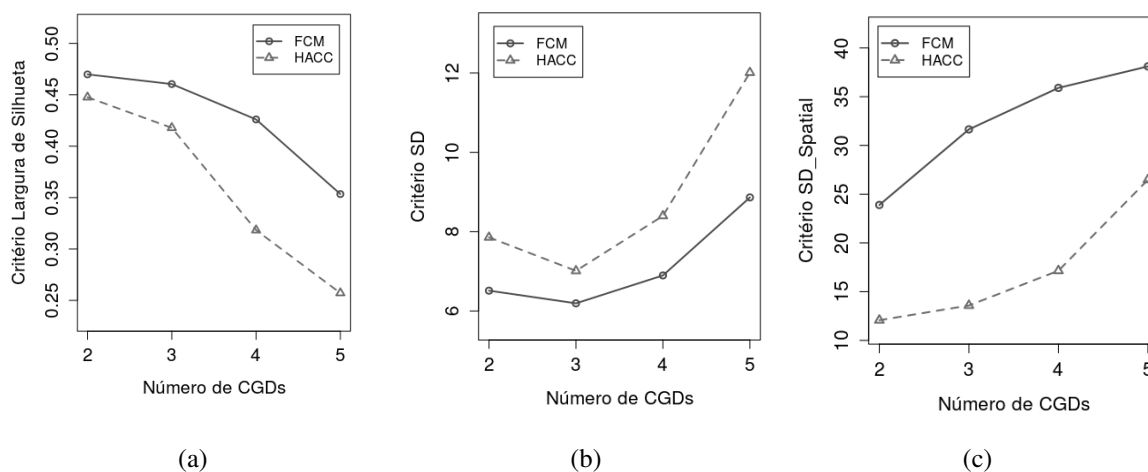 Critério Largura de Silhueta
0.50
0.45
0.40
0.35
0.30
0.25
FCM
HACC
2 3 4 5
Número de CGDs
(a)
Critério SD
12
10
8
6
FCM
HACC
2 3 4 5
Número de CGDs
(b)
Critério SD_Spatial
40
35
30
25
20
15
10
FCM
HACC
2 3 4 5
Número de CGDs
(c)